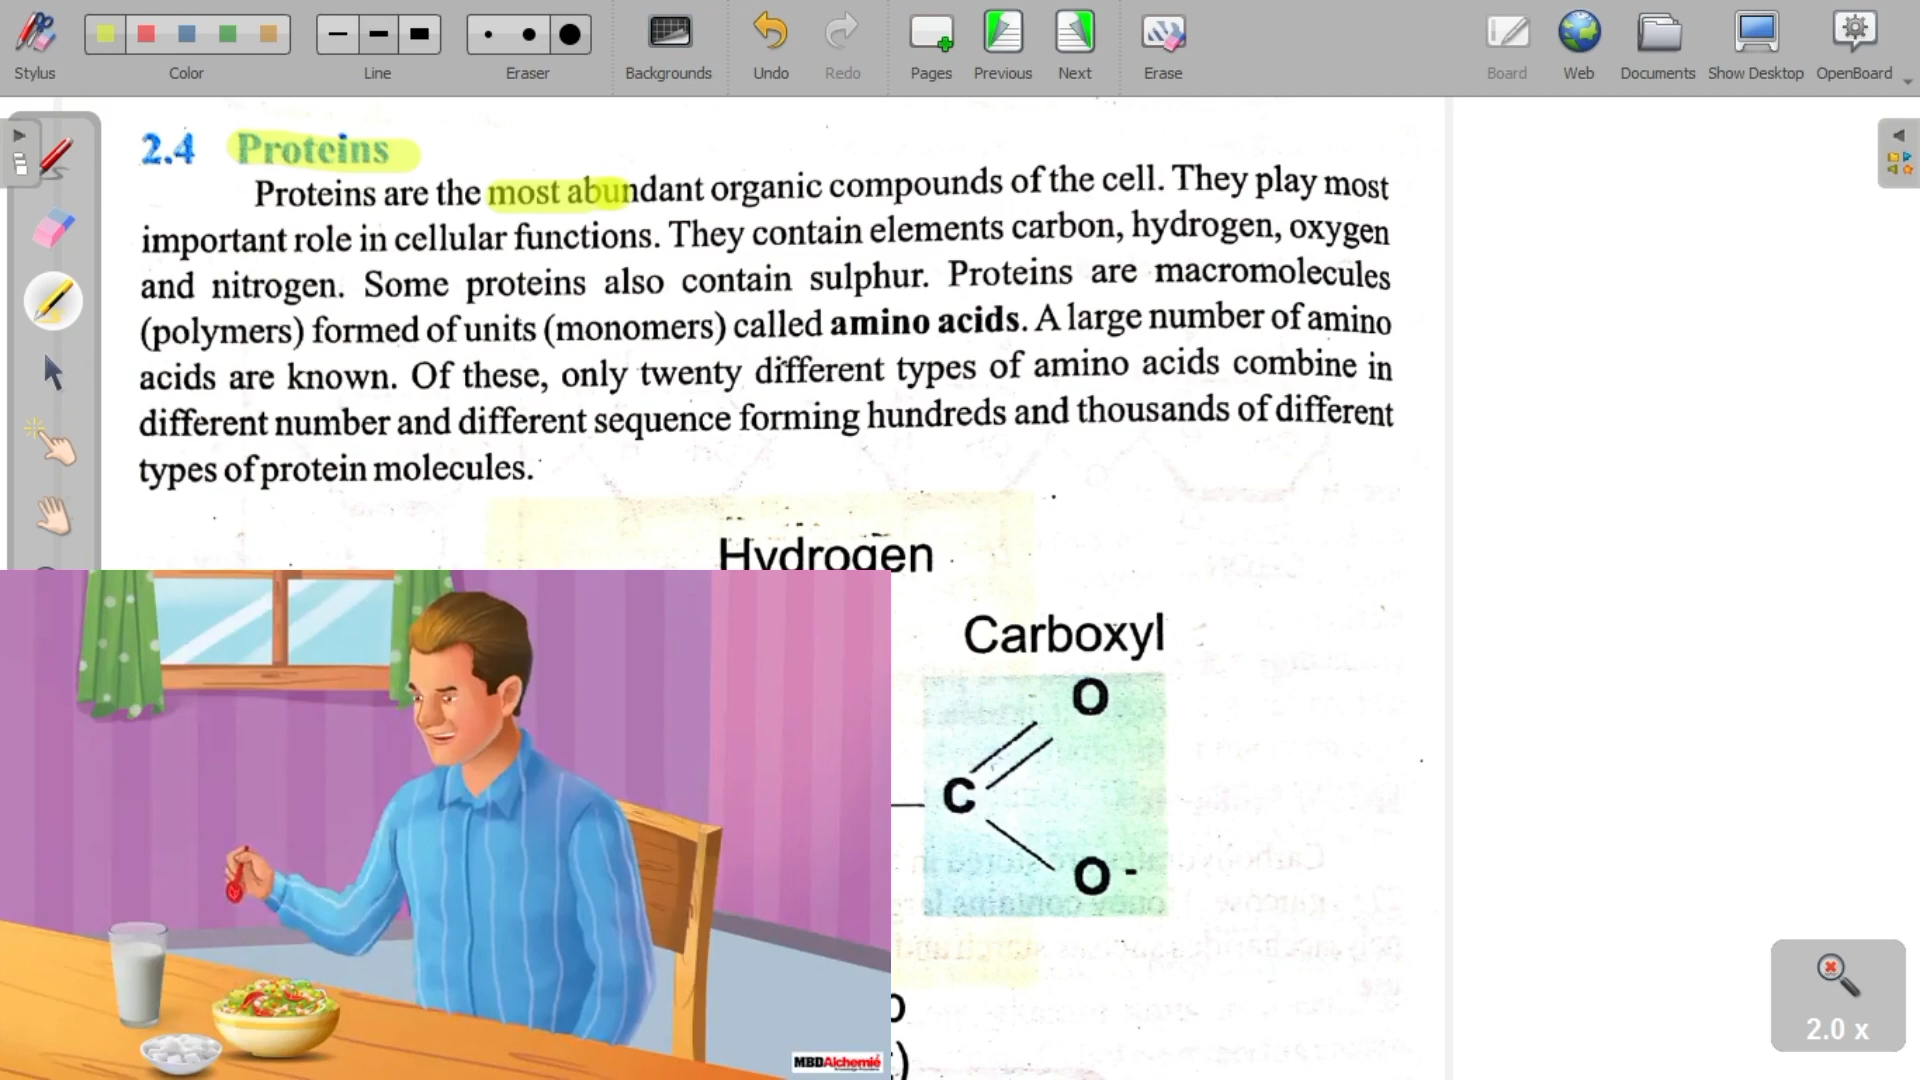 Stylus
Color
Line
Eraser
Backgrounds
Undo
Redo
Pages
Previous
Next
Erase
Board
Web
Documents
Show Desktop
OpenBoard
2.4 Proteins
Proteins are the most abundant organic compounds of the cell. They play most
important role in cellular functions. They contain elements carbon, hydrogen, oxygen
and nitrogen. Some proteins also contain sulphur. Proteins are macromolecules
(polymers) formed of units (monomers) called amino acids. A large number of amino
acids are known. Of these, only twenty different types of amino acids combine in
different number and different sequence forming hundreds and thousands of different
types of protein molecules.
Hydrogen
Carboxyl
O
C
O -
MBDAlchemie
2.0 x